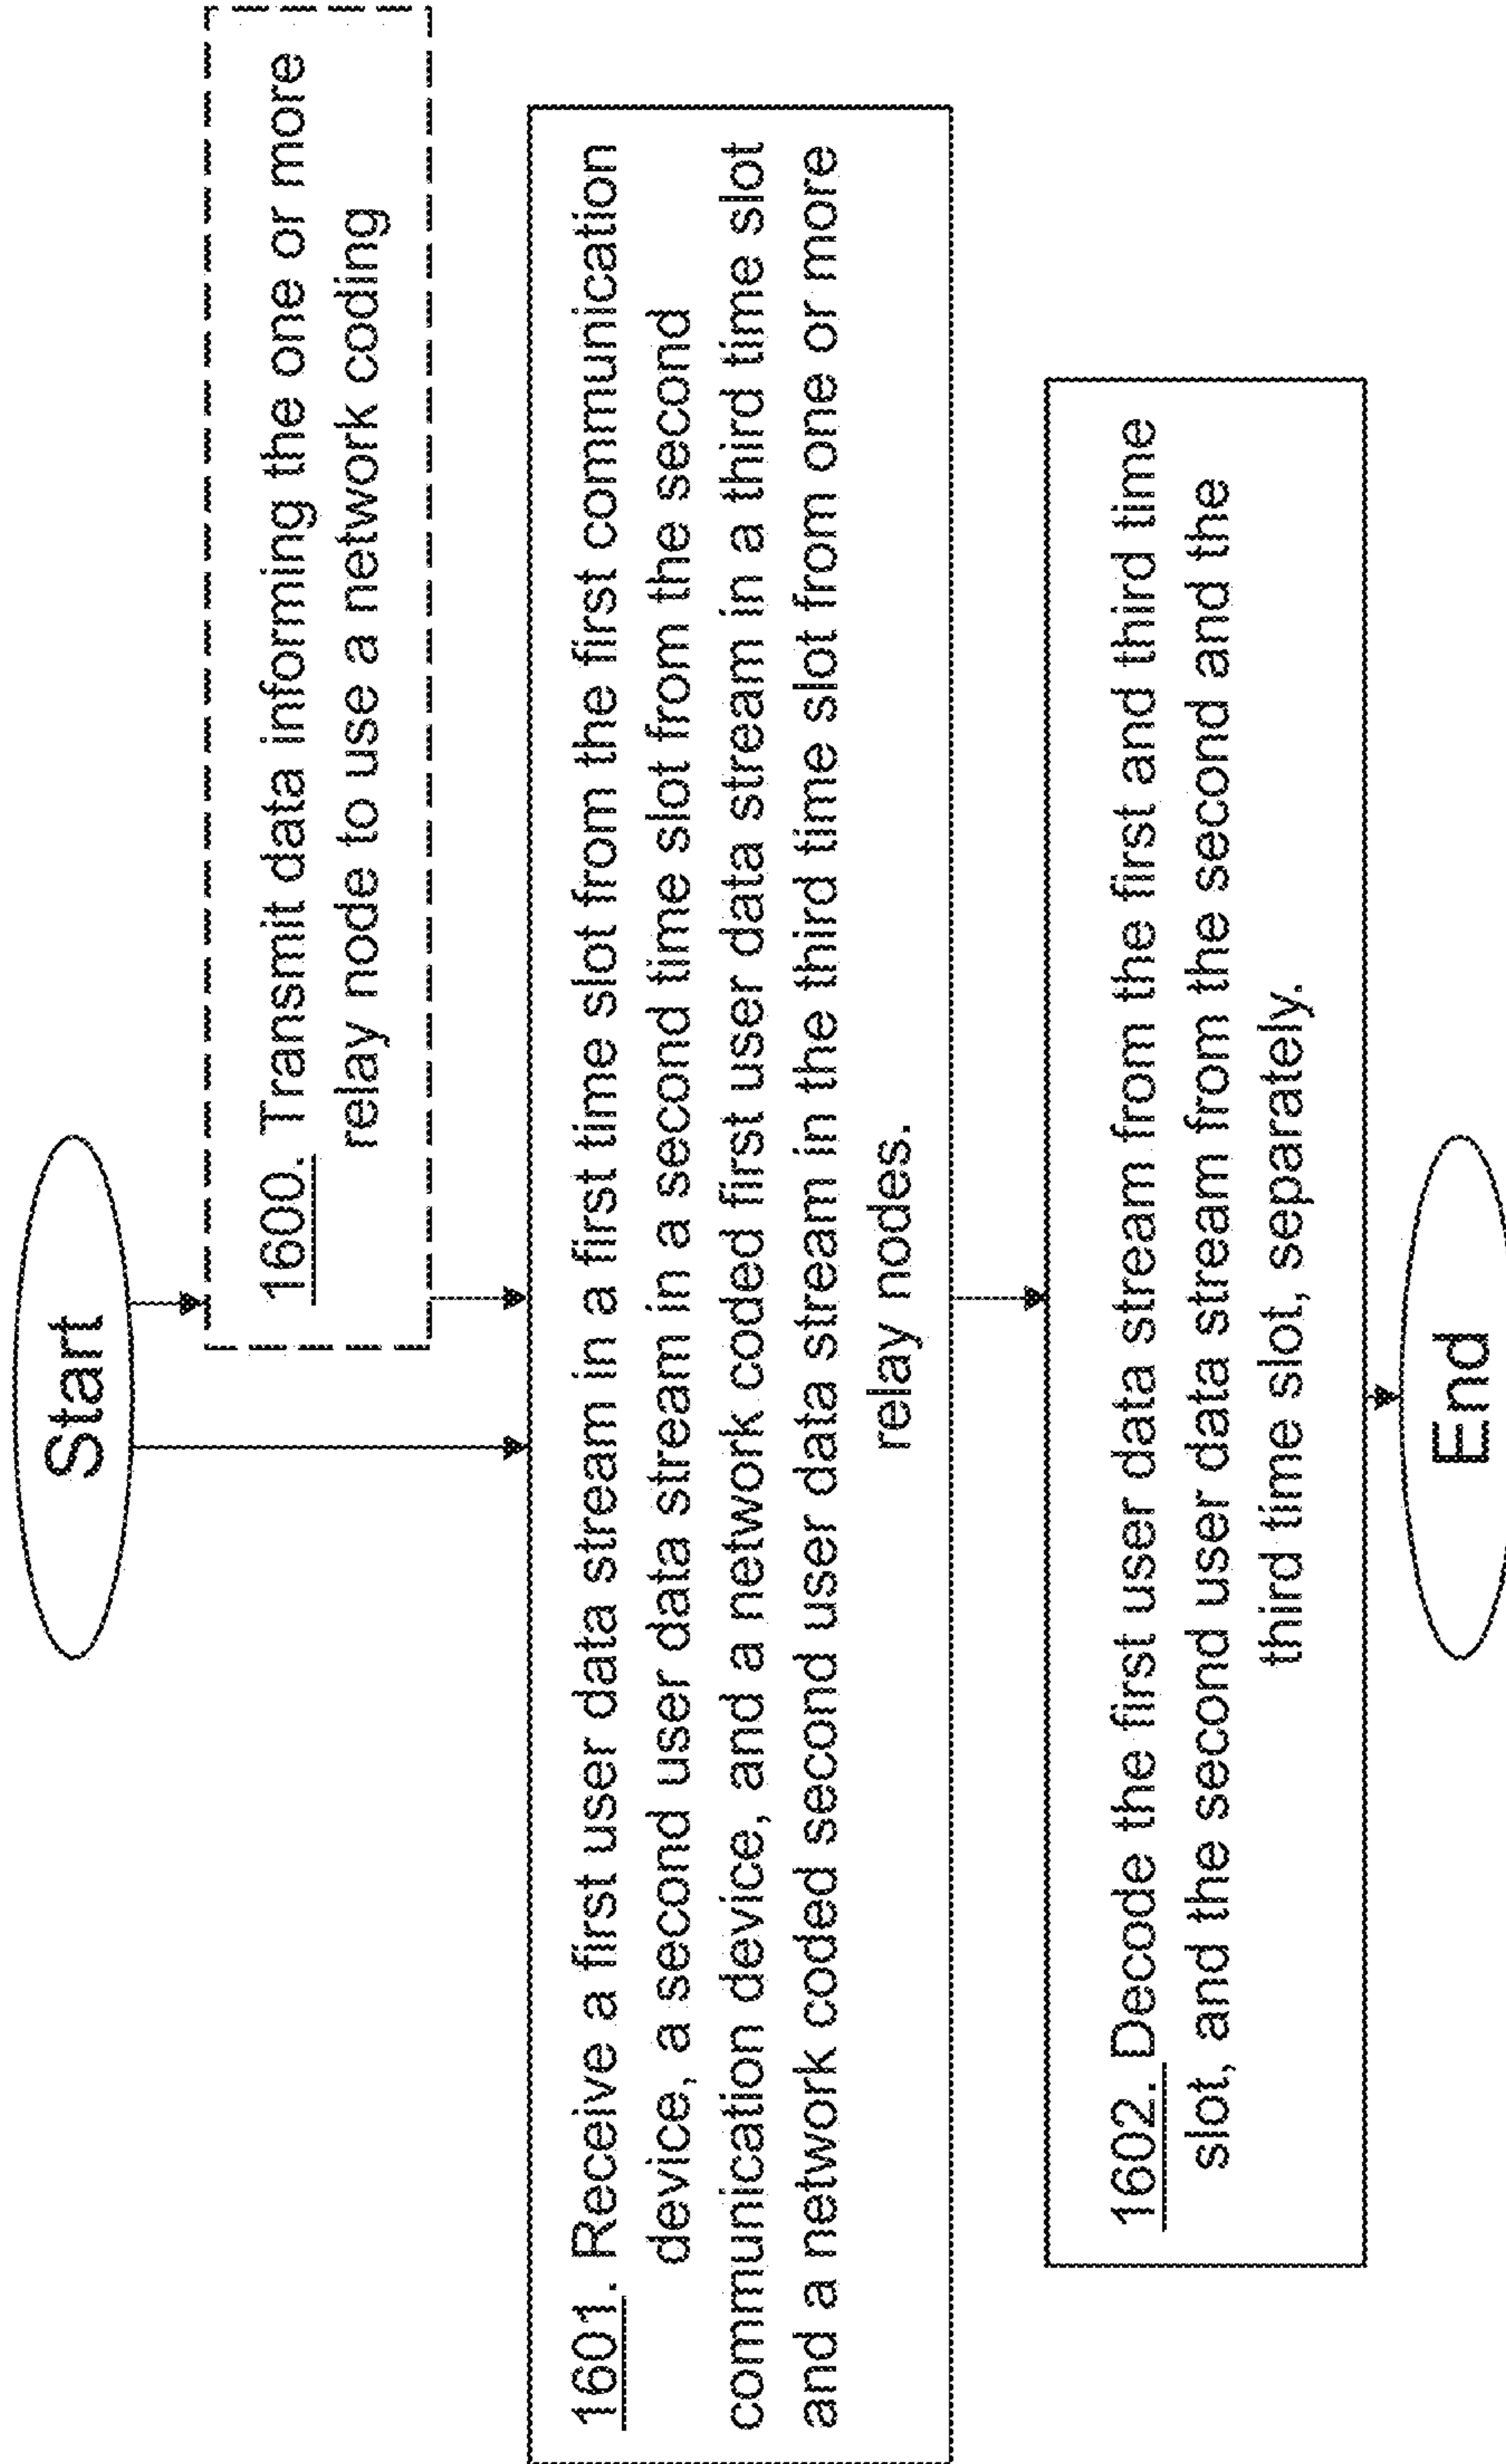 Start
1600. Transmit data informing the one or more
relay node to use a network coding
1601. Receive a first user data stream in a first time slot from the first communication
device, a second user data stream in a second time slot from the second
communication device, and a network coded first user data stream in a third time slot
and a network coded second user data stream in the third time slot from one or more
relay nodes.
1602. Decode the first user data stream from the first and third time
slot, and the second user data stream from the second and the
third time slot, separately.
End